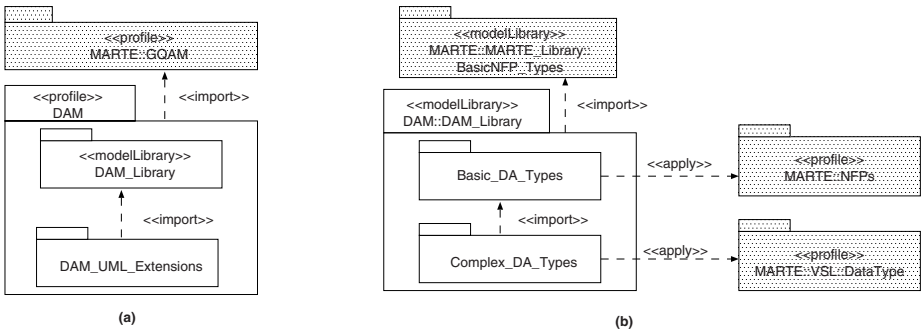 <<profile>>
MARTE::GQAM
<<import>>
<<profile>>
DAM
<<modelLibrary>>
DAM_Library
<<import>>
DAM_UML_Extensions
(a)
<<modelLibrary>>
MARTE::MARTE_Library::
BasicNFP_Types
<<import>>
<<modelLibrary>>
DAM::DAM_Library
Basic_DA_Types
<<apply>>
<<profile>>
MARTE::NFPs
<<import>>
Complex_DA_Types
<<apply>>
<<profile>>
MARTE::VSL::DataType
(b)